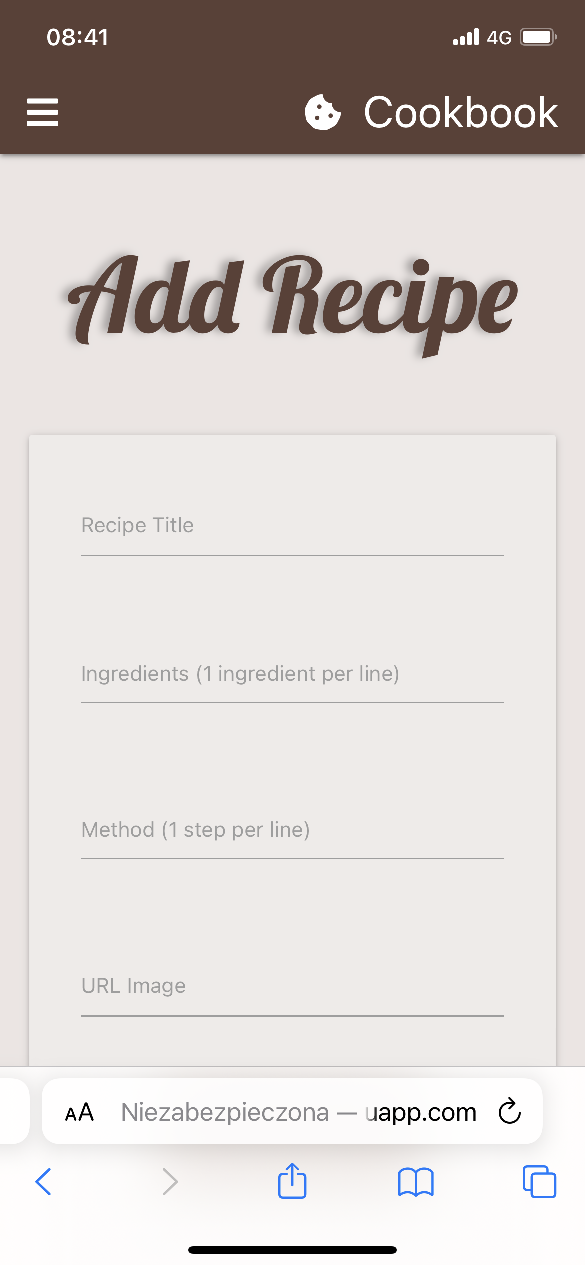 08:41 4G
Cookbook
Add Recipe
Recipe Title
Ingredients (1 ingredient per line)
Method (1 step per line)
URL Image
AA Niezabezpieczona — uapp.com